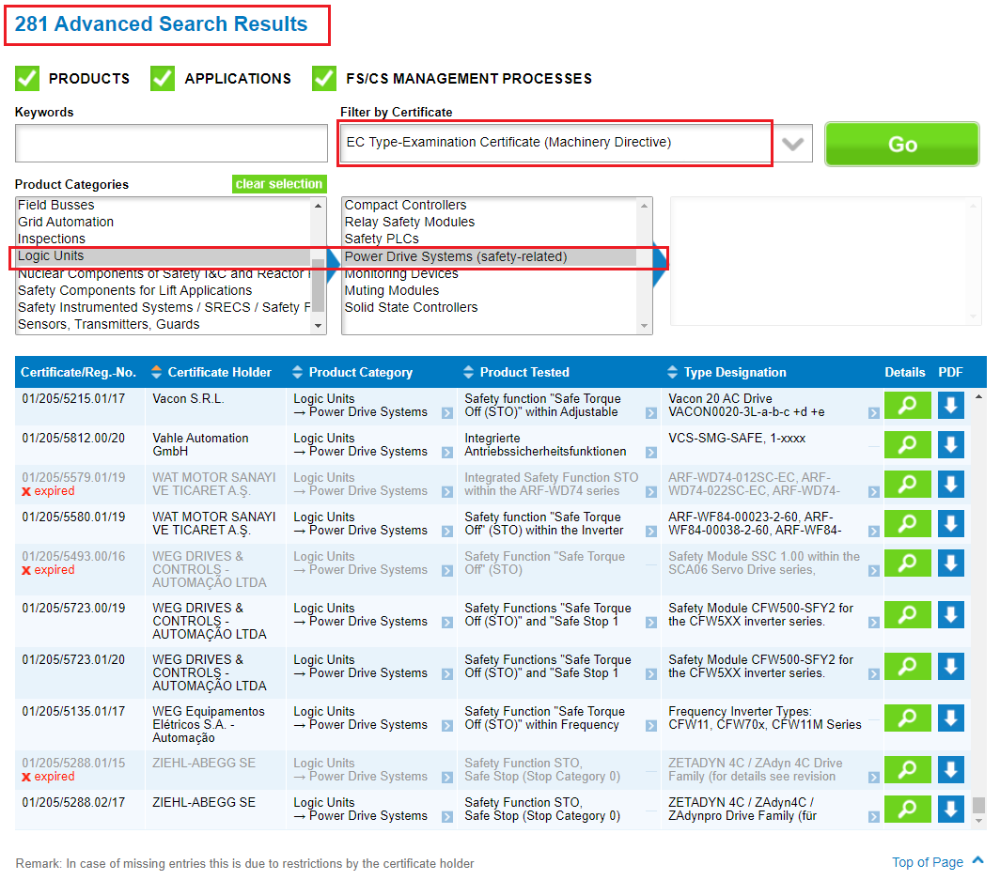 281 Advanced Search Results
PRODUCTS APPLICATIONS FS/CS MANAGEMENT PROCESSES
Keywords Filter by Certificate
EC Type-Examination Certificate (Machinery Directive) Go
Product Categories clear selection
Field Busses
Grid Automation
Inspections
Logic Units
Nuclear Components of Safety I&C and Reactor
Safety Components for Lift Applications
Safety Instrumented Systems / SRECS / Safety F
Sensors, Transmitters, Guards
Compact Controllers
Relay Safety Modules
Safety PLCs
Power Drive Systems (safety-related)
Monitoring Devices
Muting Modules
Solid State Controllers
Certificate/Reg.-No. Certificate Holder Product Category Product Tested Type Designation Details PDF
01/205/5215.01/17 Vacon S.R.L. Logic Units Safety function "Safe Torque Vacon 20 AC Drive
→ Power Drive Systems Off (STO)" within Adjustable VACON0020-3L-a-b-c +d +e
01/205/5812.00/20 Vahle Automation Logic Units Integrierte VCS-SMG-SAFE, 1-xxxx
GmbH → Power Drive Systems Antriebssicherheitsfunktionen
01/205/5579.01/19 WAT MOTOR SANAYI Logic Units Integrated Safety Function STO ARF-WD74-012SC-EC, ARF-
x expired VE TICARET A.Ş. → Power Drive Systems within the ARF-WD74 series WD74-022SC-EC, ARF-WD74-
01/205/5580.01/19 WAT MOTOR SANAYI Logic Units Safety function "Safe Torque ARF-WF84-00023-2-60, ARF-
VE TICARET A.Ş. → Power Drive Systems Off" (STO) within the Inverter WF84-00038-2-60, ARF-WF84-
01/205/5493.00/16 WEG DRIVES & Logic Units Safety Function "Safe Torque Safety Module SSC 1.00 within the
x expired CONTROLS - → Power Drive Systems Off" (STO) SCA06 Servo Drive series,
AUTOMAÇÃO LTDA
01/205/5723.00/19 WEG DRIVES & Logic Units Safety Functions "Safe Torque Safety Module CFW500-SFY2 for
CONTROLS - → Power Drive Systems Off (STO)" and "Safe Stop 1 the CFW5XX inverter series.
AUTOMAÇÃO LTDA
01/205/5723.01/20 WEG DRIVES & Logic Units Safety Functions "Safe Torque Safety Module CFW500-SFY2 for
CONTROLS - → Power Drive Systems Off (STO)" and "Safe Stop 1 the CFW5XX inverter series.
AUTOMAÇÃO LTDA
01/205/5135.01/17 WEG Equipamentos Logic Units Safety Function "Safe Torque Frequency Inverter Types:
Elétricos S.A. - → Power Drive Systems Off (STO)" within Frequency CFW11, CFW70x, CFW11M Series
Automação
01/205/5288.01/15 ZIEHL-ABEGG SE Logic Units Safety Function STO, ZETADYN 4C / ZAdyn 4C Drive
x expired → Power Drive Systems Safe Stop (Stop Category 0) Family (for details see revision
01/205/5288.02/17 ZIEHL-ABEGG SE Logic Units Safety Function STO, ZETADYN 4C / ZAdyn4C /
→ Power Drive Systems Safe Stop (Stop Category 0) ZAdynpro Drive Family (für
Remark: In case of missing entries this is due to restrictions by the certificate holder Top of Page